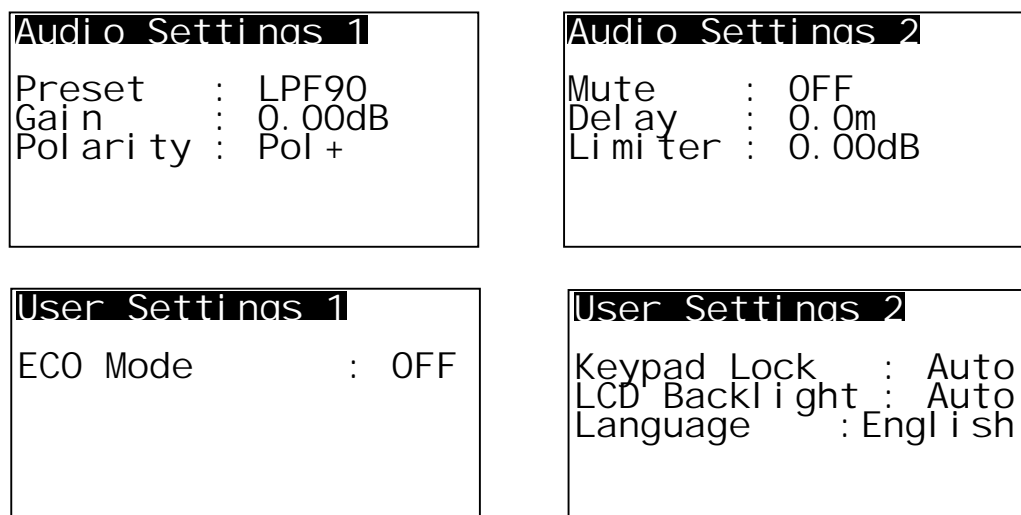 Audio Settings 1
Preset : LPF90
Gain : 0.00dB
Polarity : Pol+
Audio Settings 2
Mute : OFF
Delay : 0.0m
Limiter : 0.00dB
User Settings 1
ECO Mode : OFF
User Settings 2
Keypad Lock : Auto
LCD Backlight : Auto
Language :English